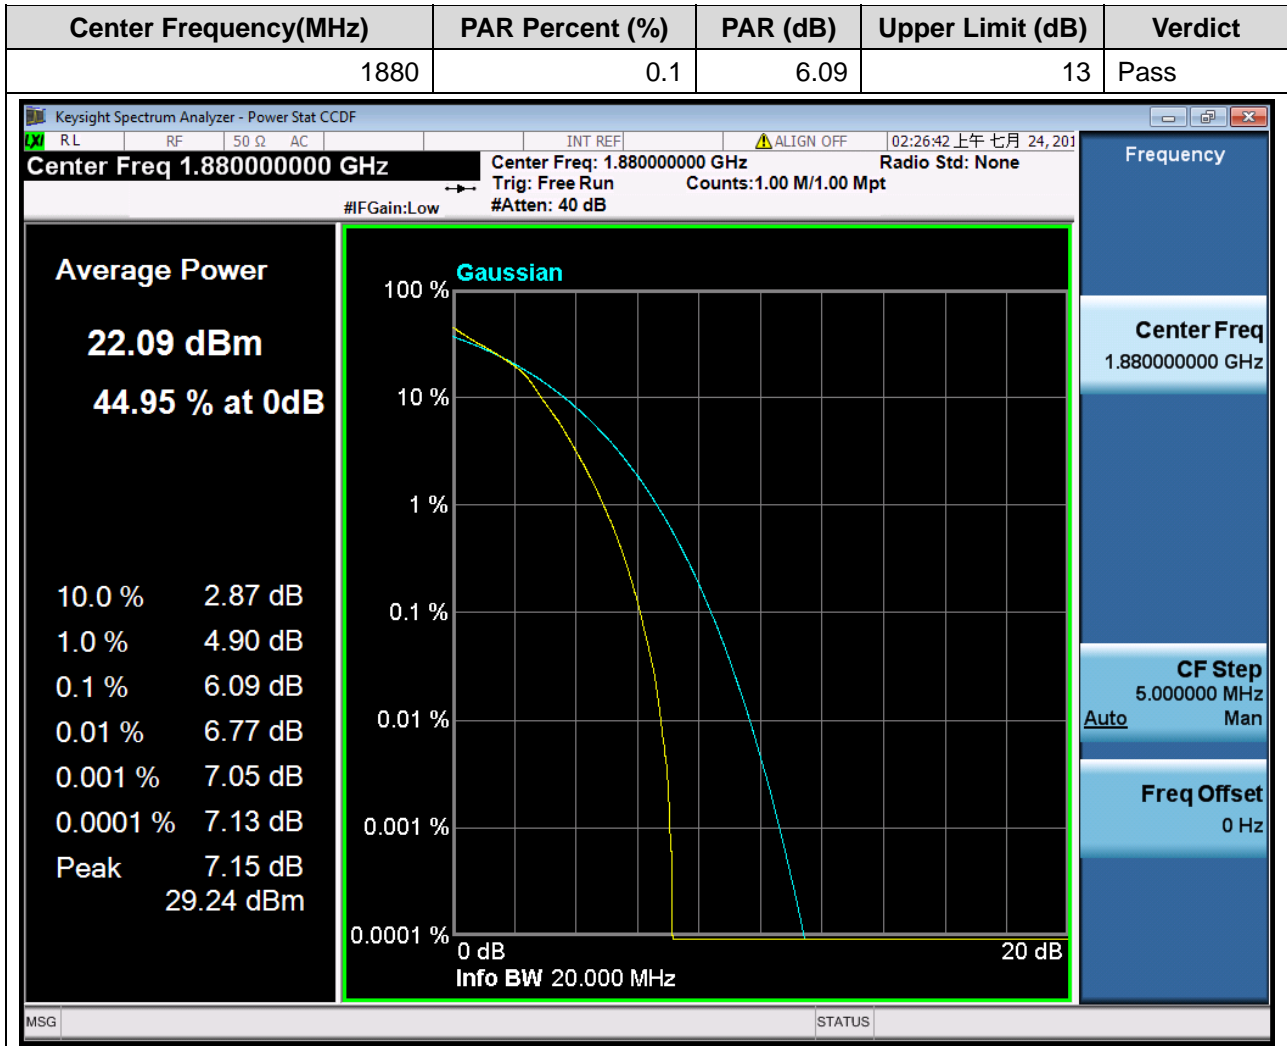 Center Frequency(MHz) PAR Percent (%) PAR (dB) Upper Limit (dB) Verdict
1880 0.1 6.09 13 Pass
Keysight Spectrum Analyzer - Power Stat CCDF
LXI RL RF 50 Ω AC INT REF ALIGN OFF 02:26:42 上午 七月 24, 201
Center Freq 1.880000000 GHz
Center Freq: 1.880000000 GHz Radio Std: None
Trig: Free Run Counts:1.00 M/1.00 Mpt
#IFGain:Low #Atten: 40 dB
Average Power
22.09 dBm
44.95 % at 0dB
10.0 % 2.87 dB
1.0 % 4.90 dB
0.1 % 6.09 dB
0.01 % 6.77 dB
0.001 % 7.05 dB
0.0001 % 7.13 dB
Peak 7.15 dB
29.24 dBm
Gaussian
100 %
10 %
1 %
0.1 %
0.01 %
0.001 %
0.0001 %
0 dB 20 dB
Info BW 20.000 MHz
Frequency
Center Freq
1.880000000 GHz
CF Step
5.000000 MHz
Auto Man
Freq Offset
0 Hz
MSG STATUS